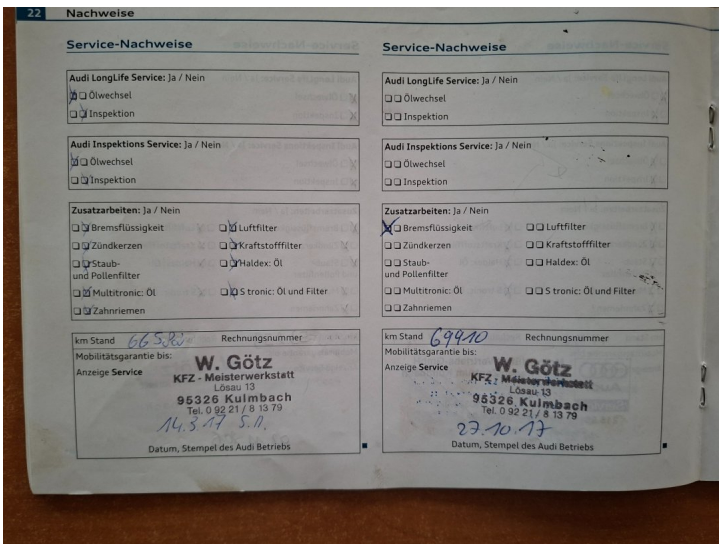 22 Nachweise
Service-Nachweise
Audi LongLife Service: Ja / Nein
Ölwechsel
Inspektion
Audi Inspektions Service: Ja / Nein
Ölwechsel
Inspektion
Zusatzarbeiten: Ja / Nein
Bremsflüssigkeit Luftfilter
Zündkerzen Kraftstofffilter
Staub- Haldex: Öl
und Pollenfilter
Multitronic: Öl S tronic: Öl und Filter
Zahnriemen
km Stand Rechnungsnummer
Mobilitätsgarantie bis:
Anzeige Service
W. Götz
KFZ - Meisterwerkstatt
Lösau 13
95326 Kulmbach
Tel. 0 92 21 / 8 13 79
14.3.17
Datum, Stempel des Audi Betriebs
Service-Nachweise
Audi LongLife Service: Ja / Nein
Ölwechsel
Inspektion
Audi Inspektions Service: Ja / Nein
Ölwechsel
Inspektion
Zusatzarbeiten: Ja / Nein
Bremsflüssigkeit Luftfilter
Zündkerzen Kraftstofffilter
Staub- Haldex: Öl
und Pollenfilter
Multitronic: Öl S tronic: Öl und Filter
Zahnriemen
km Stand 69910 Rechnungsnummer
Mobilitätsgarantie bis:
Anzeige Service
W. Götz
KFZ - Meisterwerkstatt
Lösau 13
95326 Kulmbach
Tel. 0 92 21 / 8 13 79
27.10.17
Datum, Stempel des Audi Betriebs